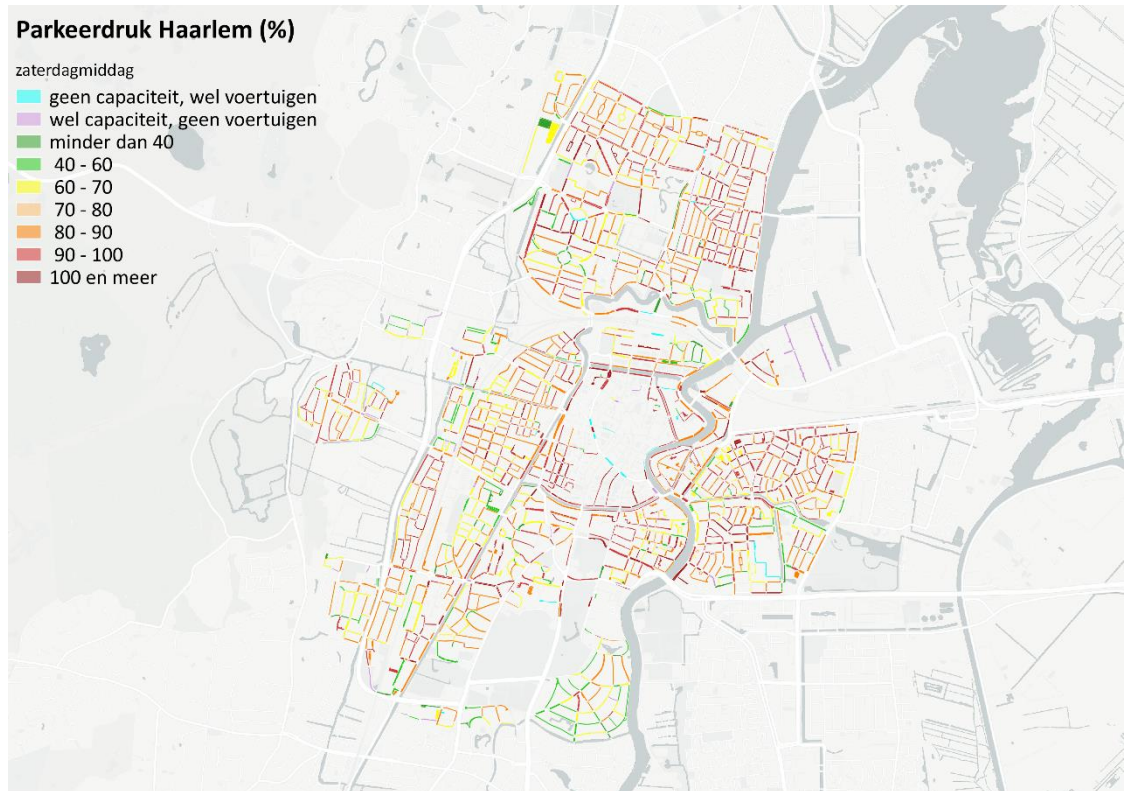 Parkeerdruk Haarlem (%)
zaterdagmiddag
geen capaciteit, wel voertuigen
wel capaciteit, geen voertuigen
minder dan 40
40 - 60
60 - 70
70 - 80
80 - 90
90 - 100
100 en meer